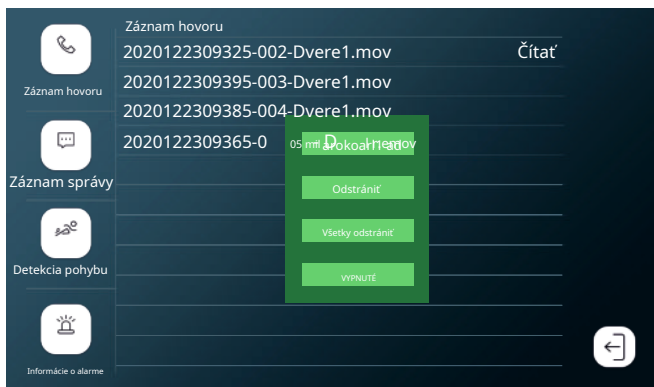 Záznam hovoru
2020122309325-002-Dvere1.mov Čítať
2020122309395-003-Dvere1.mov
2020122309385-004-Dvere1.mov
2020122309365-0
Odstrániť
Všetky odstrániť
VYPNUTÉ
Záznam hovoru
Záznam správy
Detekcia pohybu
Informácie o alarme